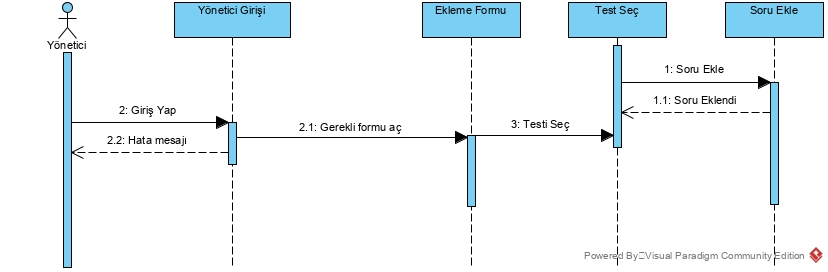 Yönetici Girişi
Ekleme Formu
Test Seç
Soru Ekle
Yönetici
1: Soru Ekle
1.1: Soru Eklendi
2: Giriş Yap
2.1: Gerekli formu aç
3: Testi Seç
2.2: Hata mesajı
Powered By Visual Paradigm Community Edition